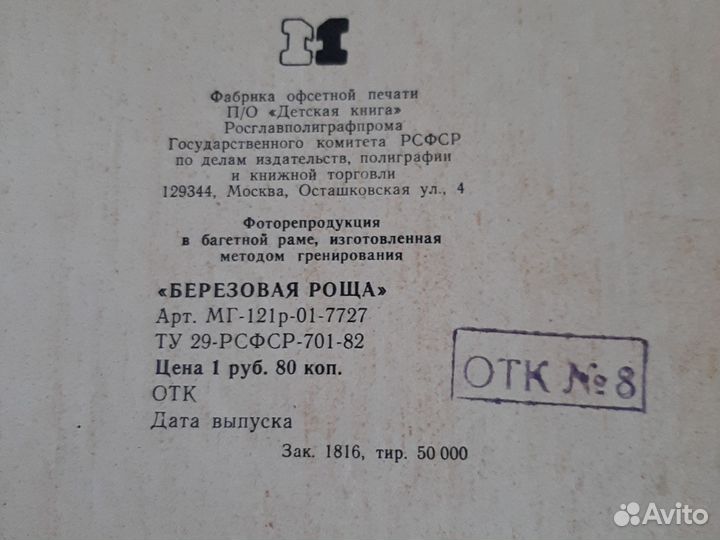 Фабрика офсетной печати
П/О «Детская книга»
Росглавполиграфпрома
Государственного комитета РСФСР
по делам издательств, полиграфии
и книжной торговли
129344, Москва, Осташковская ул., 4
Фоторепродукция
в багетной раме, изготовленная
методом гренирования
«БЕРЕЗОВАЯ РОЩА»
Арт. МГ-121р-01-7727
ТУ 29-РСФСР-701-82
Цена 1 руб. 80 коп.
ОТК
ОТК №8
Дата выпуска
Зак. 1816, тир. 50 000
Avito